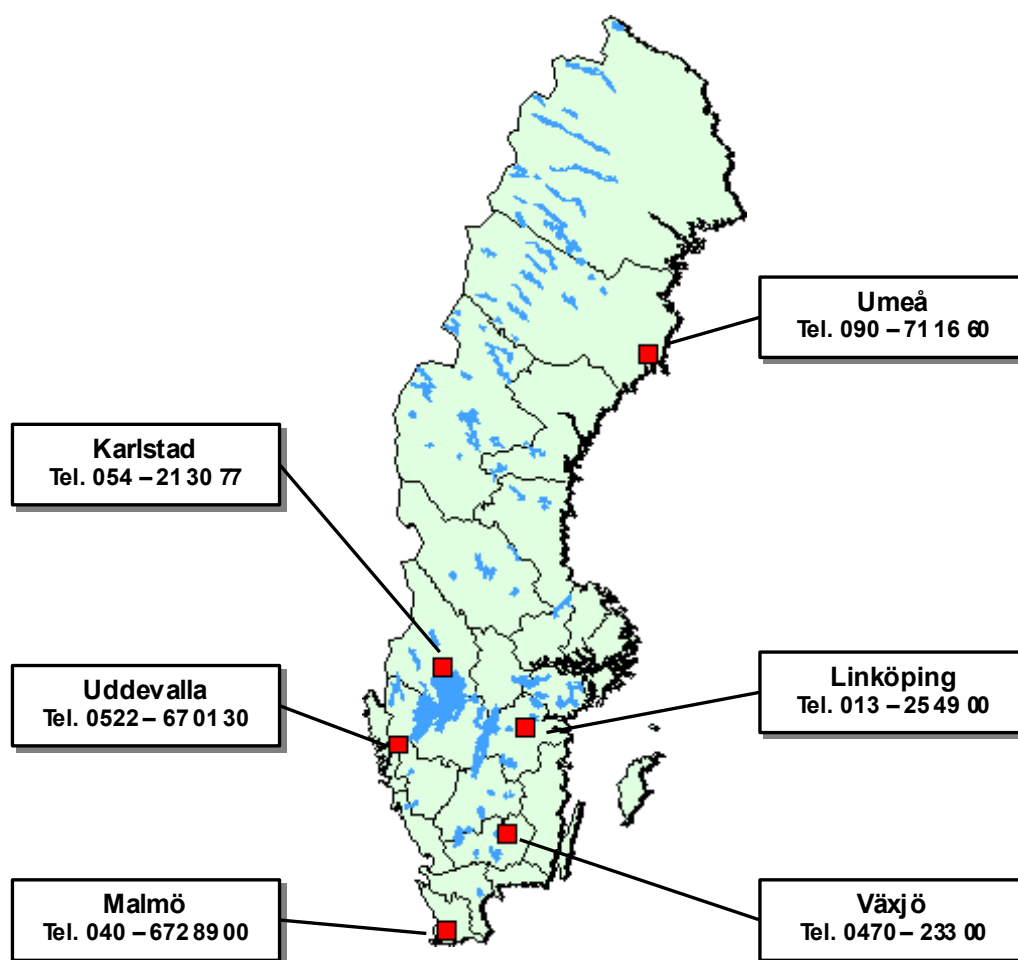 Umeå
Tel. 090 – 71 16 60
Karlstad
Tel. 054 – 21 30 77
Uddevalla
Tel. 0522 – 67 01 30
Linköping
Tel. 013 – 25 49 00
Malmö
Tel. 040 – 672 89 00
Växjö
Tel. 0470 – 233 00